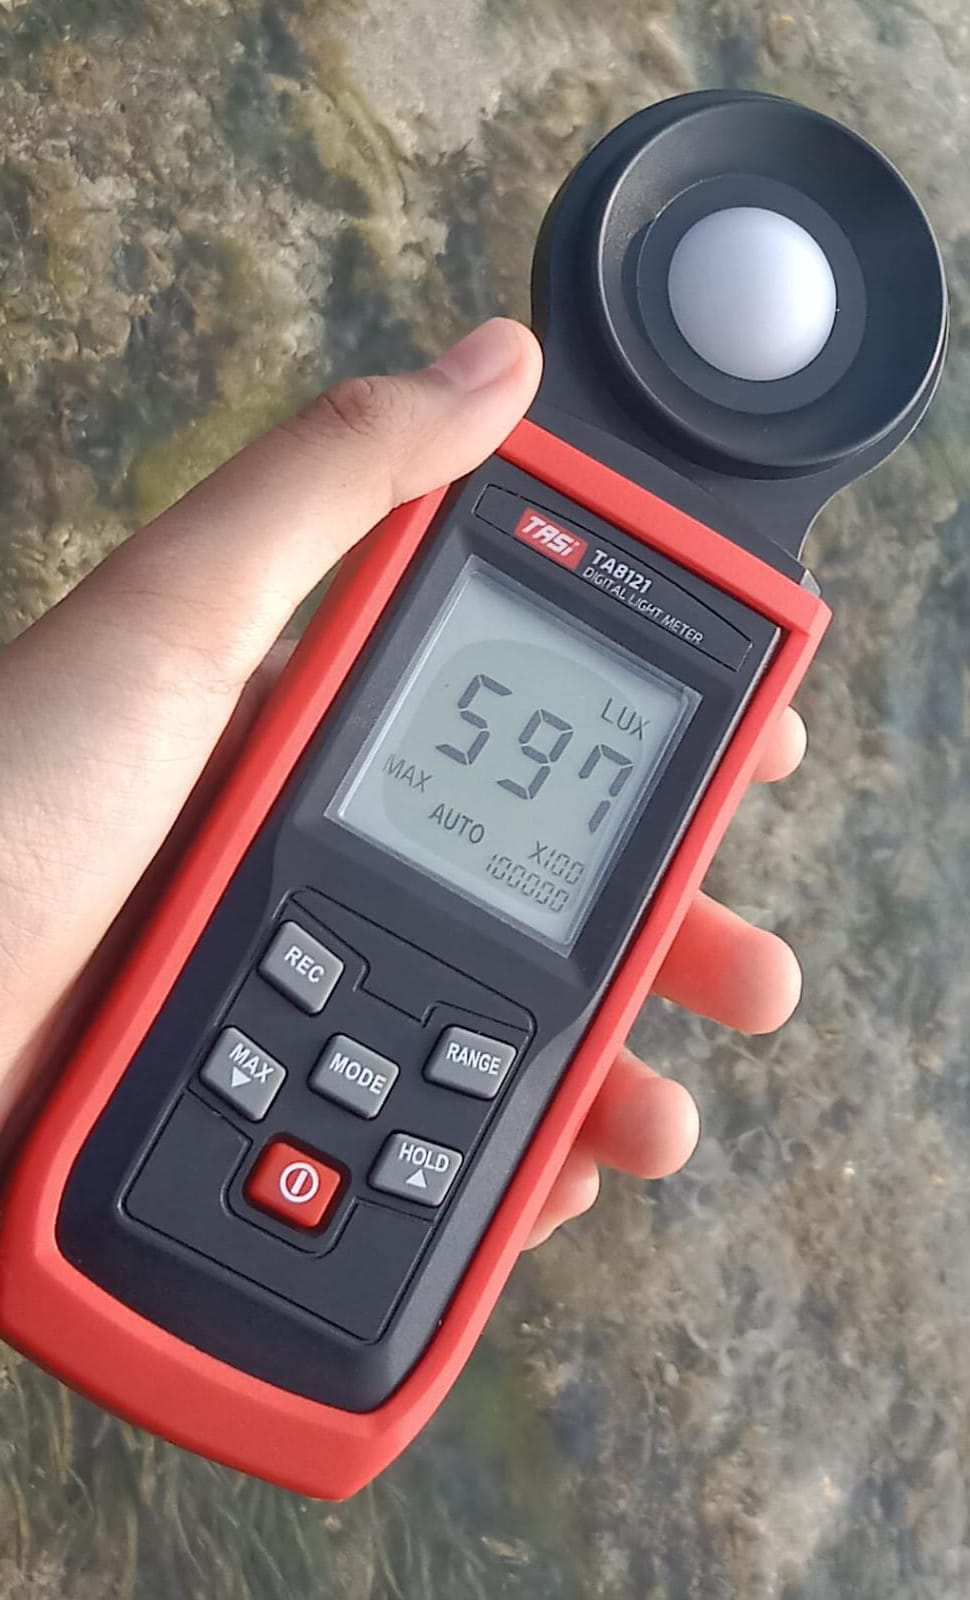 TASi
TA8121
DIGITAL LIGHT METER
LUX
597
MAX
AUTO
X100
100000
REC
MAX
MODE
RANGE
HOLD